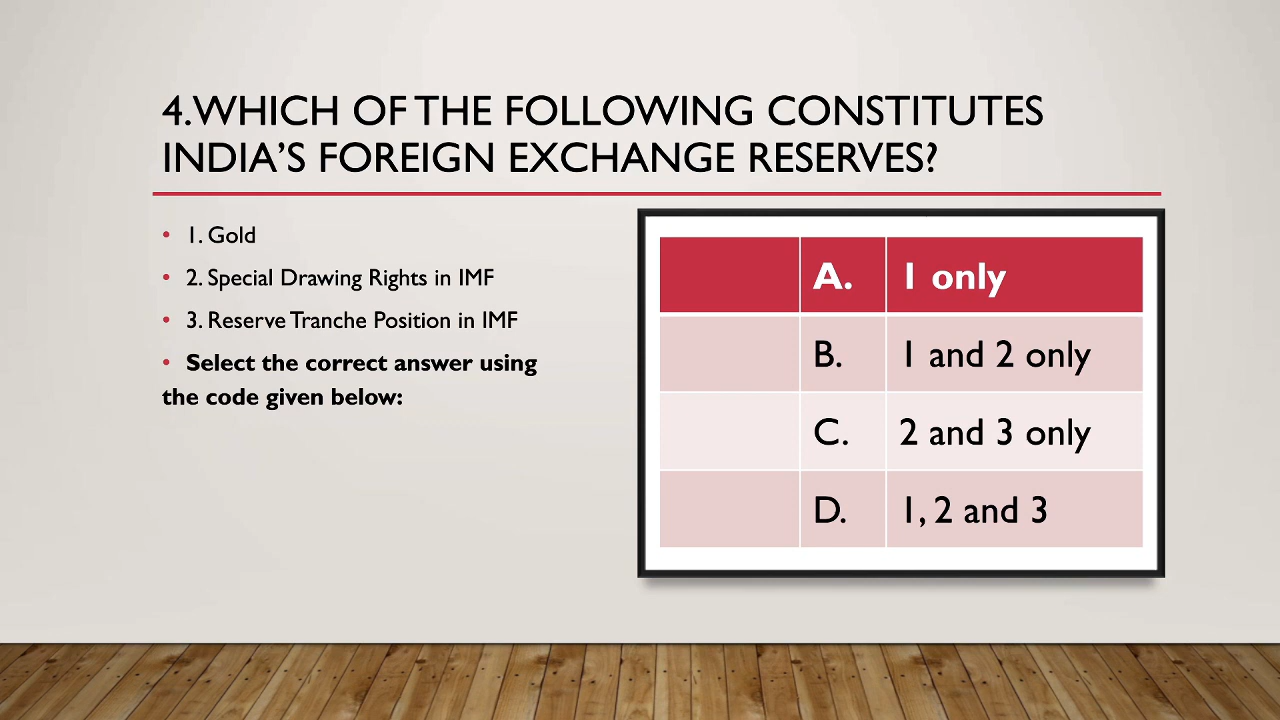 4. WHICH OF THE FOLLOWING CONSTITUTES
INDIA'S FOREIGN EXCHANGE RESERVES?
• 1. Gold
• 2. Special Drawing Rights in IMF
• 3. Reserve Tranche Position in IMF
• Select the correct answer using
the code given below:
A. 1 only
B. 1 and 2 only
C. 2 and 3 only
D. 1, 2 and 3